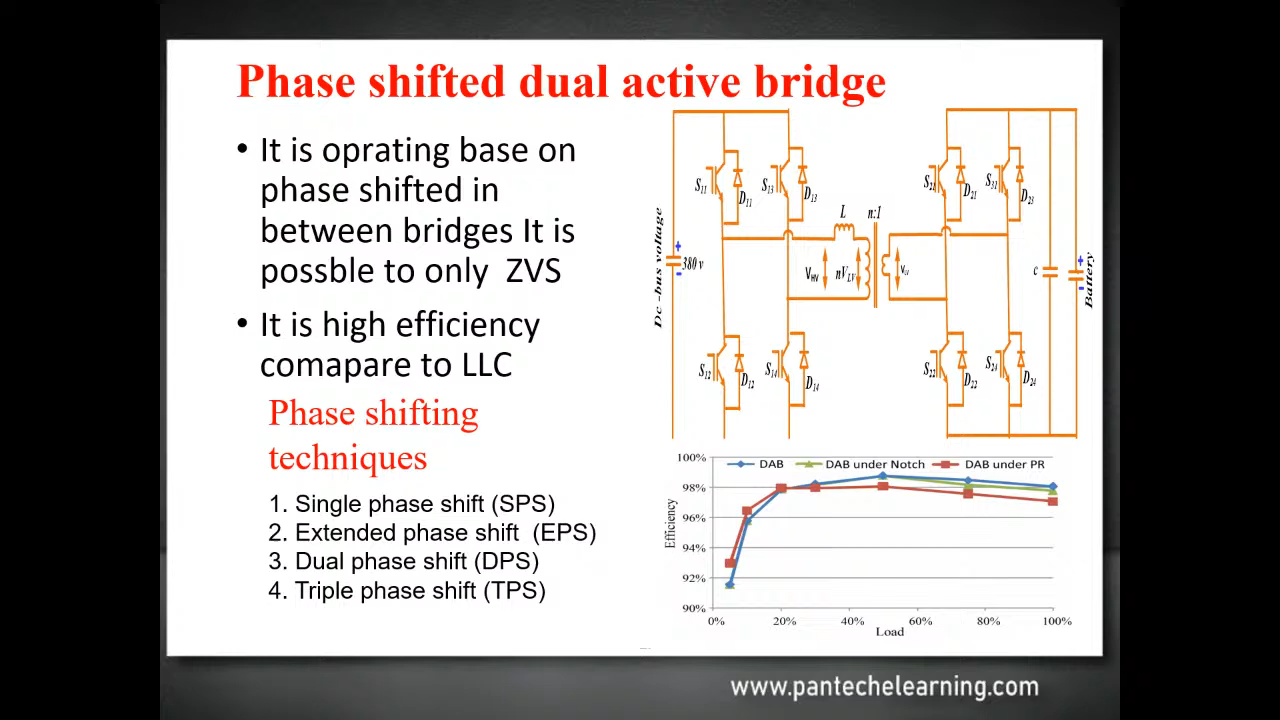 Phase shifted dual active bridge
• It is oprating base on
phase shifted in
between bridges It is
possble to only ZVS
• It is high efficiency
comapare to LLC
Phase shifting
techniques
1. Single phase shift (SPS)
2. Extended phase shift (EPS)
3. Dual phase shift (DPS)
4. Triple phase shift (TPS)
S11
D11
S13
D13
S21
D21
D23
Dc -bus voltage
+
380 v
-
L
n:1
VHV
nVLV
c
+
-
Battery
S12
D12
S14
D14
S22
D22
S24
D24
100%
98%
96%
94%
92%
90%
Efficiency
DAB
DAB under Notch
DAB under PR
0%
20%
40%
60%
80%
100%
Load
www.pantechelearning.com